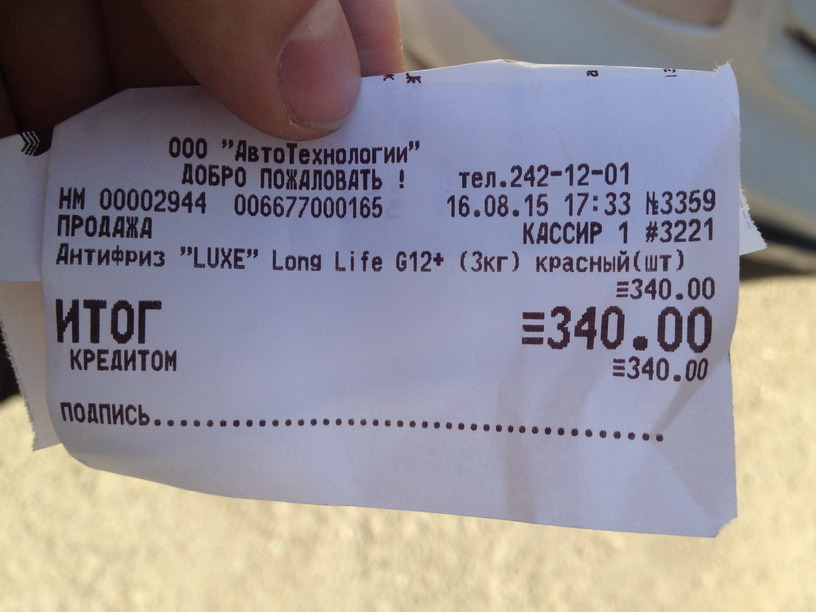 ООО "АвтоТехнологии"
ДОБРО ПОЖАЛОВАТЬ ! тел.242-12-01
НМ 00002944 006677000165 16.08.15 17:33 №3359
ПРОДАЖА КАССИР 1 #3221
Антифриз "LUXE" Long Life G12+ (3кг) красный(шт)
≡340.00
ИТОГ ≡340.00
КРЕДИТОМ ≡340.00
ПОДПИСЬ.......................................